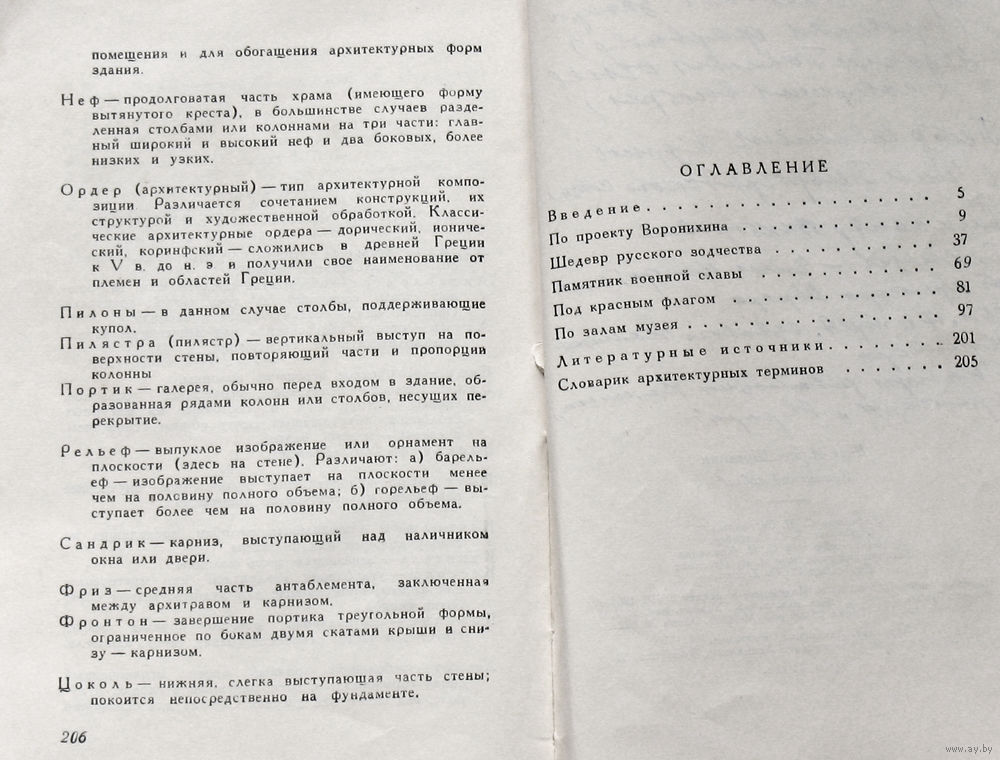 помещения и для обогащения архитектурных форм
здания.
Неф — продолговатая часть храма (имеющего форму
вытянутого креста), в большинстве случаев разде-
ленная столбами или колоннами на три части: глав-
ный широкий и высокий неф и два боковых, более
низких и узких.
Ордер (архитектурный) — тип архитектурной компо-
зиции Различается сочетанием конструкций, их
структурой и художественной обработкой. Класси-
ческие архитектурные ордера — дорический, иониче-
ский, коринфский — сложились в древней Греции
к V в. до н. э и получили свое наименование от
племен и областей Греции.
Пилоны — в данном случае столбы, поддерживающие
купол.
Пилястра (пилястр) — вертикальный выступ на по-
верхности стены, повторяющий части и пропорции
колонны
Портик — галерея, обычно перед входом в здание, об-
разованная рядами колонн или столбов, несущих пе-
рекрытие.
Рельеф — выпуклое изображение или орнамент на
плоскости (здесь на стене). Различают: а) барель-
еф — изображение выступает на плоскости менее
чем на половину полного объема; б) горельеф — вы-
ступает более чем на половину полного объема.
Сандрик — карниз, выступающий над наличником
окна или двери.
Фриз — средняя часть антаблемента, заключенная
между архитравом и карнизом.
Фронтон — завершение портика треугольной формы,
ограниченное по бокам двумя скатами крыши и сни-
зу — карнизом.
Цоколь — нижняя, слегка выступающая часть стены;
покоится непосредственно на фундаменте.
206
ОГЛАВЛЕНИЕ
Введение . . . . . . . . . . . . . . . . . . . 5
По проекту Воронихина . . . . . . . . . . . . . 9
Шедевр русского зодчества . . . . . . . . . . . 37
Памятник военной славы . . . . . . . . . . . . 69
Под красным флагом . . . . . . . . . . . . . 81
По залам музея . . . . . . . . . . . . . . . . 97
Литературные источники . . . . . . . . . . 201
Словарик архитектурных терминов . . . . . . . 205
www.ay.by